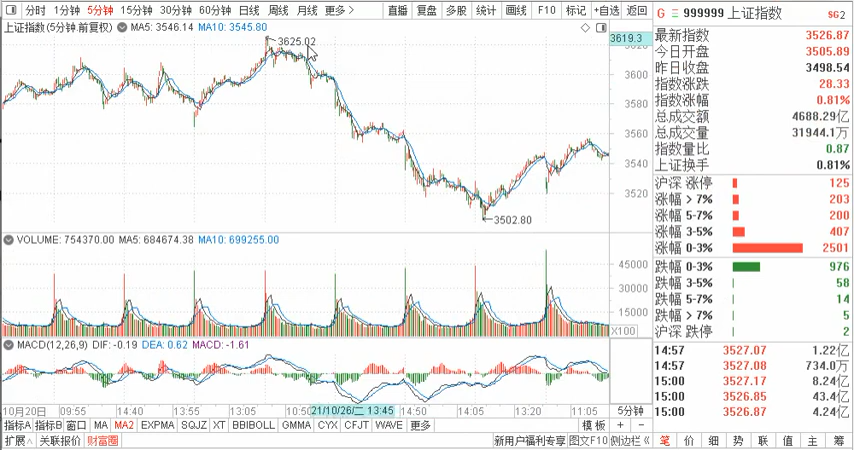 分时 1分钟 5分钟 15分钟 30分钟 60分钟 日线 周线 月线 更多 > 直播 复盘 多股 统计 画线 F10 标记 +自选 返回
上证指数(5分钟 前复权) MA5: 3546.14 MA10: 3545.80
3625.02
3619.3
3600
3580
3560
3540
3520
3502.80
VOLUME: 754370.00 MA5: 684674.38 MA10: 699255.00
45000
30000
15000
X100
MACD(12,26,9) DIF: -0.19 DEA: 0.62 MACD: -1.61
10月20日 09:55 14:40 13:55 13:05 10:50 21/10/26/二 13:45 14:50 14:05 13:20 11:05 5分钟
指标A 指标B 窗口 MA MA2 EXPMA SQJZ XT BBIBOLL GMMA CYX CFJT WAVE 更多 模板 + -
扩展∧ 关联报价 财富圈 新用户福利专享 图文F10 侧边栏《
G 三 999999 上证指数 SG2
最新指数 3526.87
今日开盘 3505.89
昨日收盘 3498.54
指数涨跌 28.33
指数涨幅 0.81%
总成交额 4688.29亿
总成交量 31944.1万
指数量比 0.87
上证换手 0.81%
沪深 涨停 125
涨幅 > 7% 203
涨幅 5-7% 200
涨幅 3-5% 407
涨幅 0-3% 2501
跌幅 0-3% 976
跌幅 3-5% 58
跌幅 5-7% 14
跌幅 > 7% 5
沪深 跌停 2
14:57 3527.07 1.22亿
14:57 3527.08 734.0万
15:00 3527.17 8.24亿
15:00 3526.85 43.4亿
15:00 3526.87 4.24亿
笔 价 细 势 联 值 主 筹